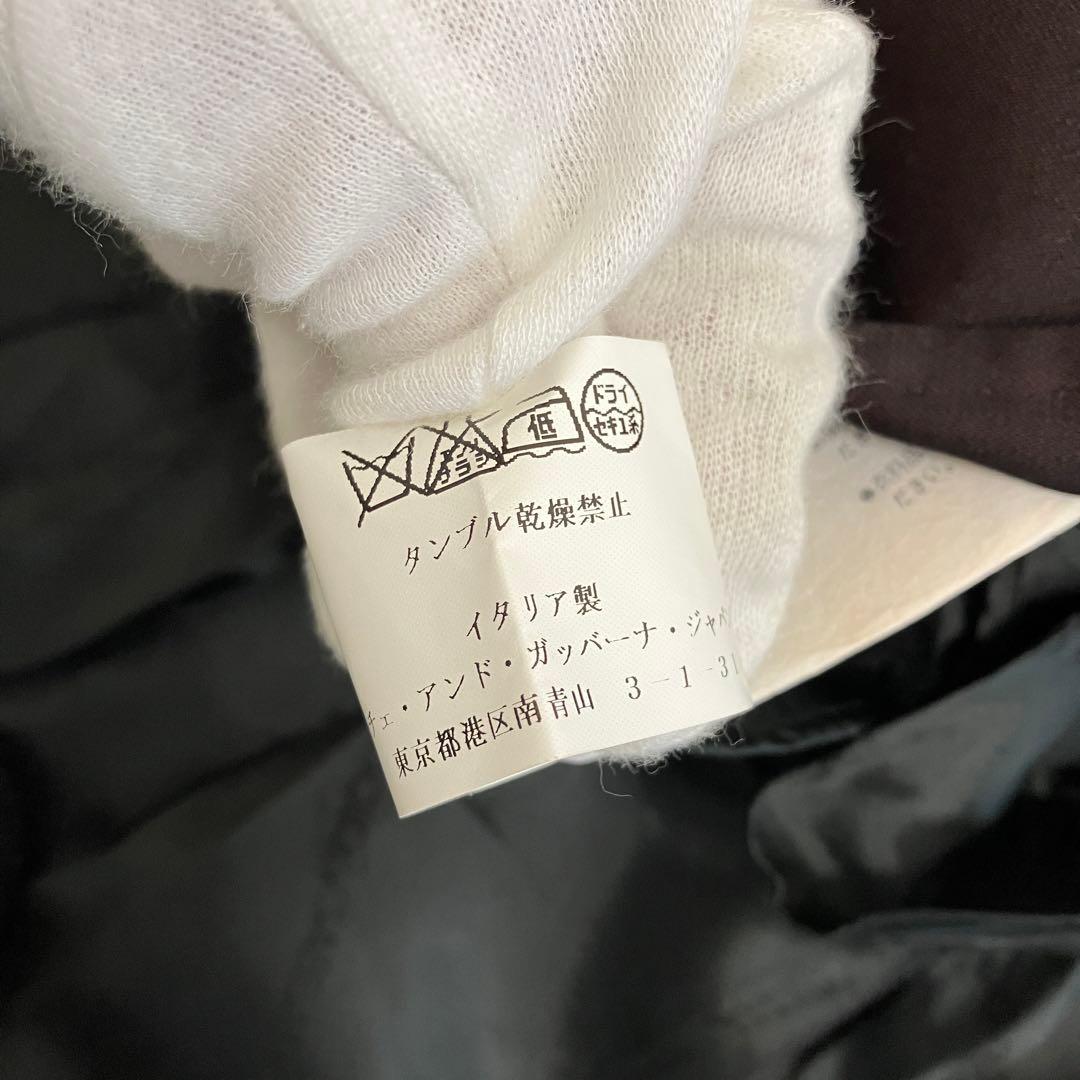 低
ドライ
セキユ系
タンブル乾燥禁止
イタリア製
チェ・アンド・ガッバーナ・ジャパ
東京都港区南青山 3-1-31